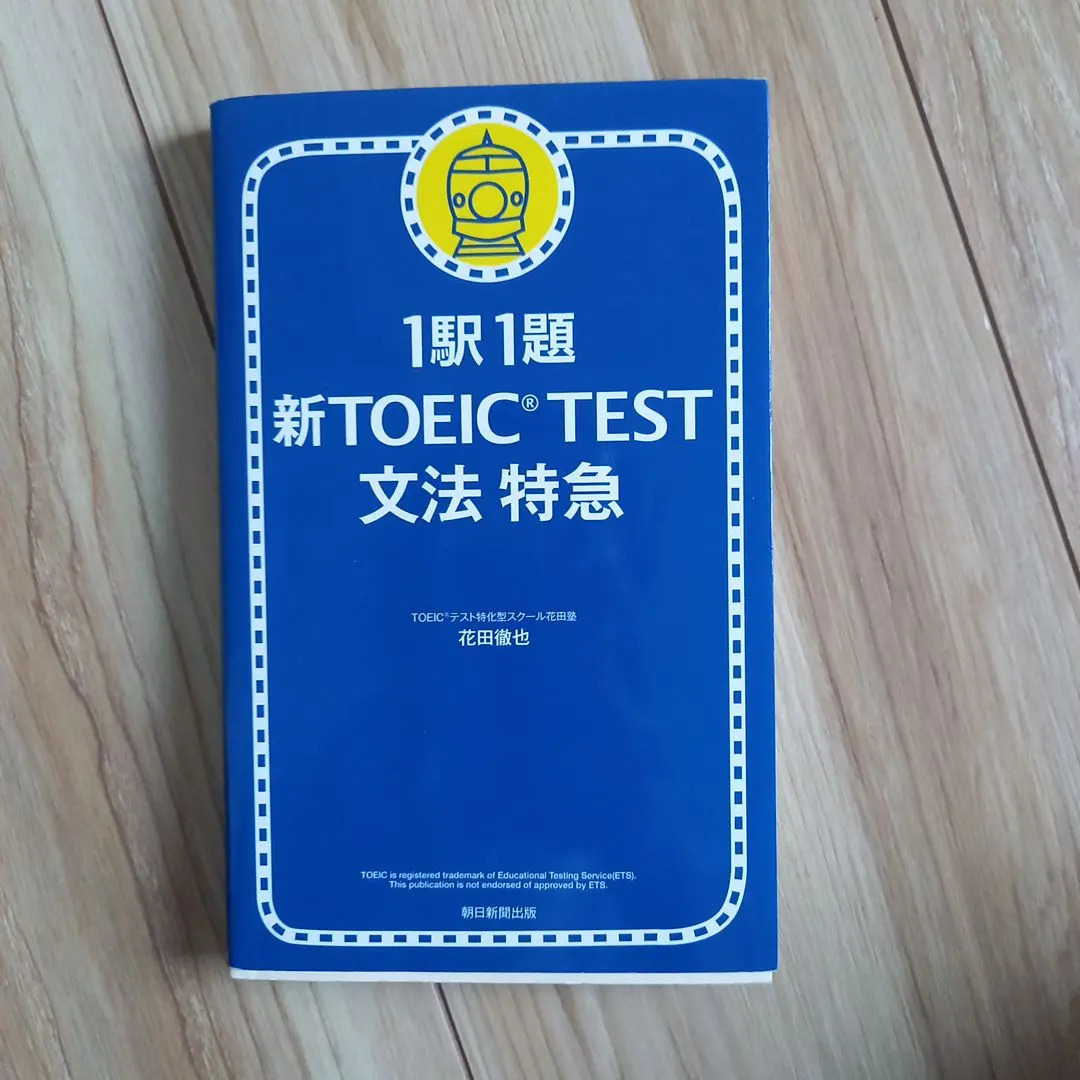 1駅1題
新TOEIC® TEST
文法 特急
TOEIC®テスト特化型スクール花田塾
花田徹也
TOEIC is registered trademark of Educational Testing Service(ETS).
This publication is not endorsed of approved by ETS.
朝日新聞出版